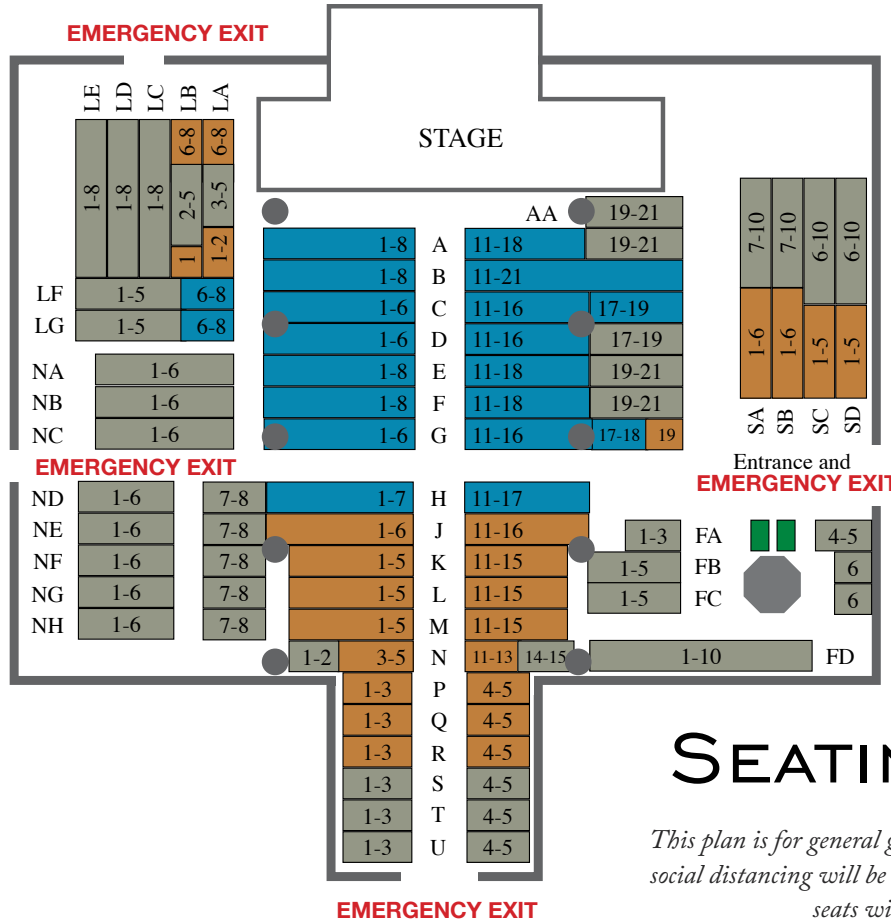 EMERGENCY EXIT
LE LD LC LB LA
1-8 1-8 1-8 6-8 6-8
2-5 3-5
1 1-2
STAGE
AA 19-21
1-8 A 11-18 19-21
1-8 B 11-21
LF 1-5 6-8 1-6 C 11-16 17-19
LG 1-5 6-8 1-6 D 11-16 17-19
NA 1-6 1-8 E 11-18 19-21
NB 1-6 1-8 F 11-18 19-21
NC 1-6 1-6 G 11-16 17-18 19
7-10 7-10 6-10 6-10
1-6 1-6 1-5 1-5
SA SB SC SD
EMERGENCY EXIT
Entrance and
EMERGENCY EXIT
ND 1-6 7-8 1-7 H 11-17
NE 1-6 7-8 1-6 J 11-16 1-3 FA 4-5
NF 1-6 7-8 1-5 K 11-15 1-5 FB 6
NG 1-6 7-8 1-5 L 11-15 1-5 FC 6
NH 1-6 7-8 1-5 M 11-15
1-2 3-5 N 11-13 14-15 1-10 FD
1-3 P 4-5
1-3 Q 4-5
1-3 R 4-5
1-3 S 4-5
1-3 T 4-5
1-3 U 4-5
EMERGENCY EXIT
SEATIN
This plan is for general g
social distancing will be
seats wi